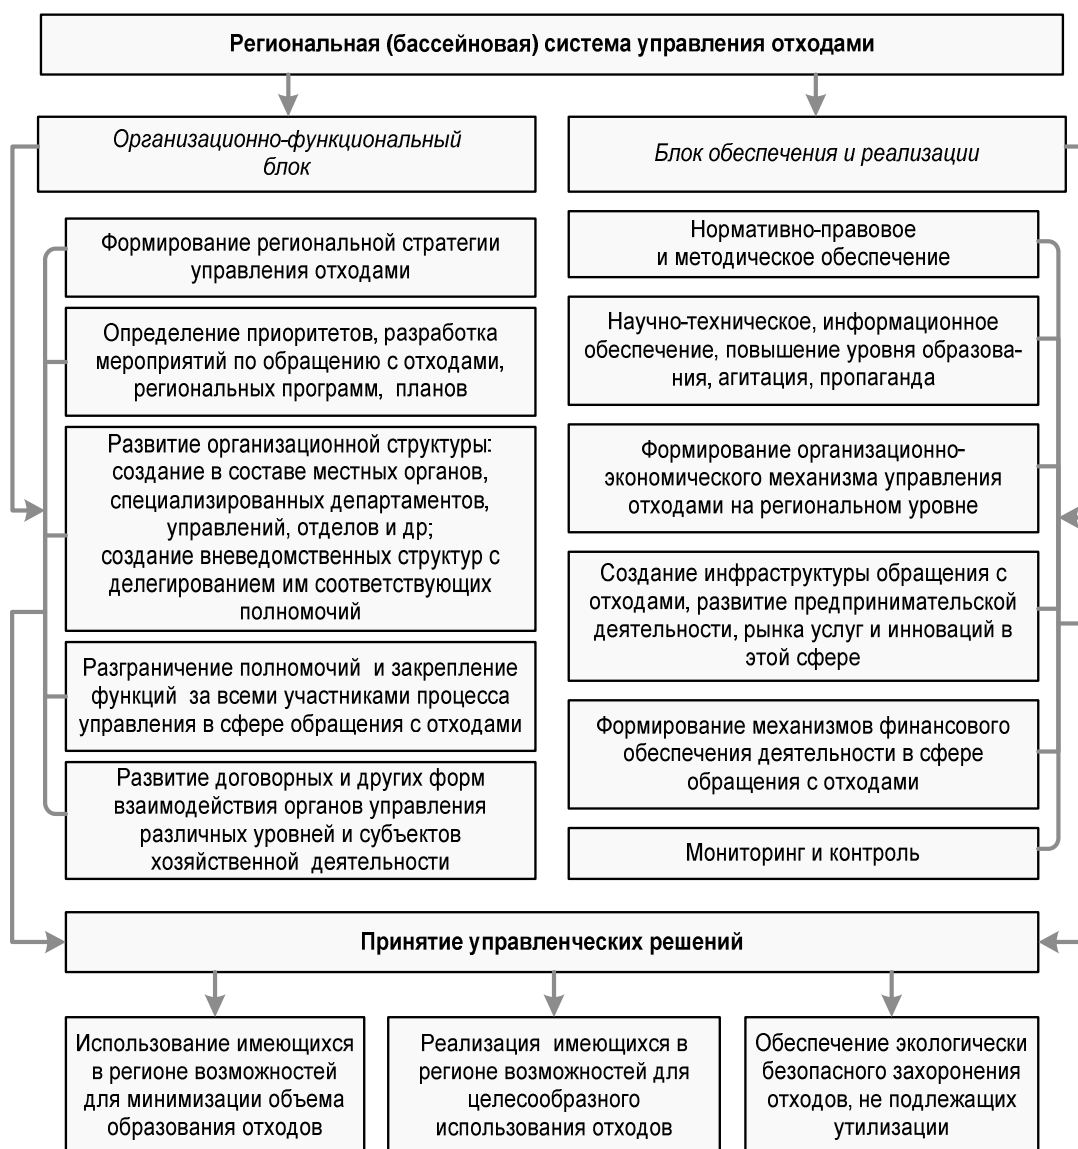 Региональная (бассейновая) система управления отходами
Организационно-функциональный
блок
Блок обеспечения и реализации
Формирование региональной стратегии
управления отходами
Определение приоритетов, разработка
мероприятий по обращению с отходами,
региональных программ, планов
Развитие организационной структуры:
создание в составе местных органов,
специализированных департаментов,
управлений, отделов и др;
создание вневедомственных структур с
делегированием им соответствующих
полномочий
Разграничение полномочий и закрепление
функций за всеми участниками процесса
управления в сфере обращения с отходами
Развитие договорных и других форм
взаимодействия органов управления
различных уровней и субъектов
хозяйственной деятельности
Нормативно-правовое
и методическое обеспечение
Научно-техническое, информационное
обеспечение, повышение уровня образова-
ния, агитация, пропаганда
Формирование организационно-
экономического механизма управления
отходами на региональном уровне
Создание инфраструктуры обращения с
отходами, развитие предпринимательской
деятельности, рынка услуг и инноваций в
этой сфере
Формирование механизмов финансового
обеспечения деятельности в сфере
обращения с отходами
Мониторинг и контроль
Принятие управленческих решений
Использование имеющихся
в регионе возможностей
для минимизации объема
образования отходов
Реализация имеющихся в
регионе возможностей для
целесообразного
использования отходов
Обеспечение экологически
безопасного захоронения
отходов, не подлежащих
утилизации